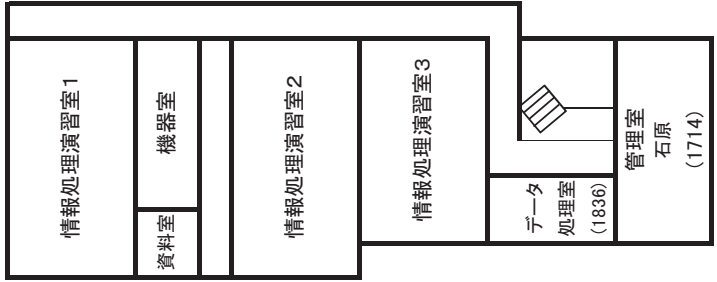 情報処理演習室1
機器室
資料室
情報処理演習室2
情報処理演習室3
データ
処理室
(1836)
管理室
石原
(1714)